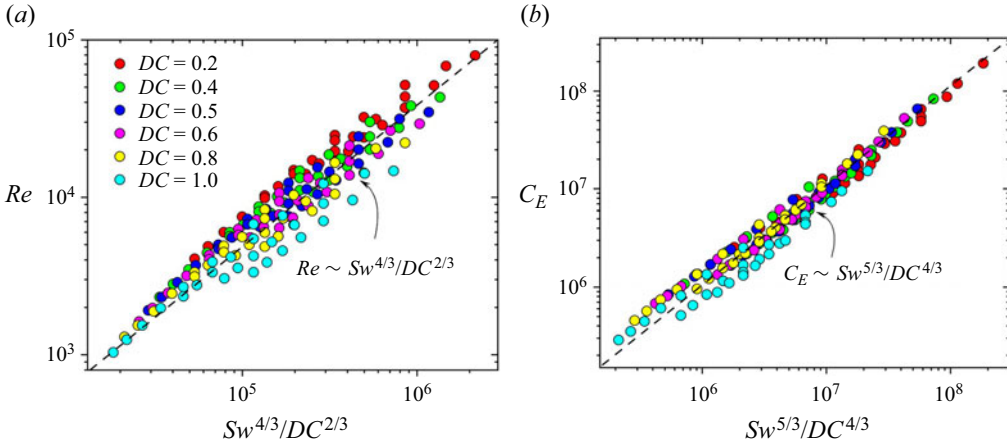 (a)
10^5
DC = 0.2
DC = 0.4
DC = 0.5
DC = 0.6
DC = 0.8
DC = 1.0
Re
10^4
Re ~ Sw^4/3/DC^2/3
10^3
10^5
10^6
Sw^4/3/DC^2/3
(b)
10^8
C_E
10^7
C_E ~ Sw^5/3/DC^4/3
10^6
10^6
10^7
10^8
Sw^5/3/DC^4/3